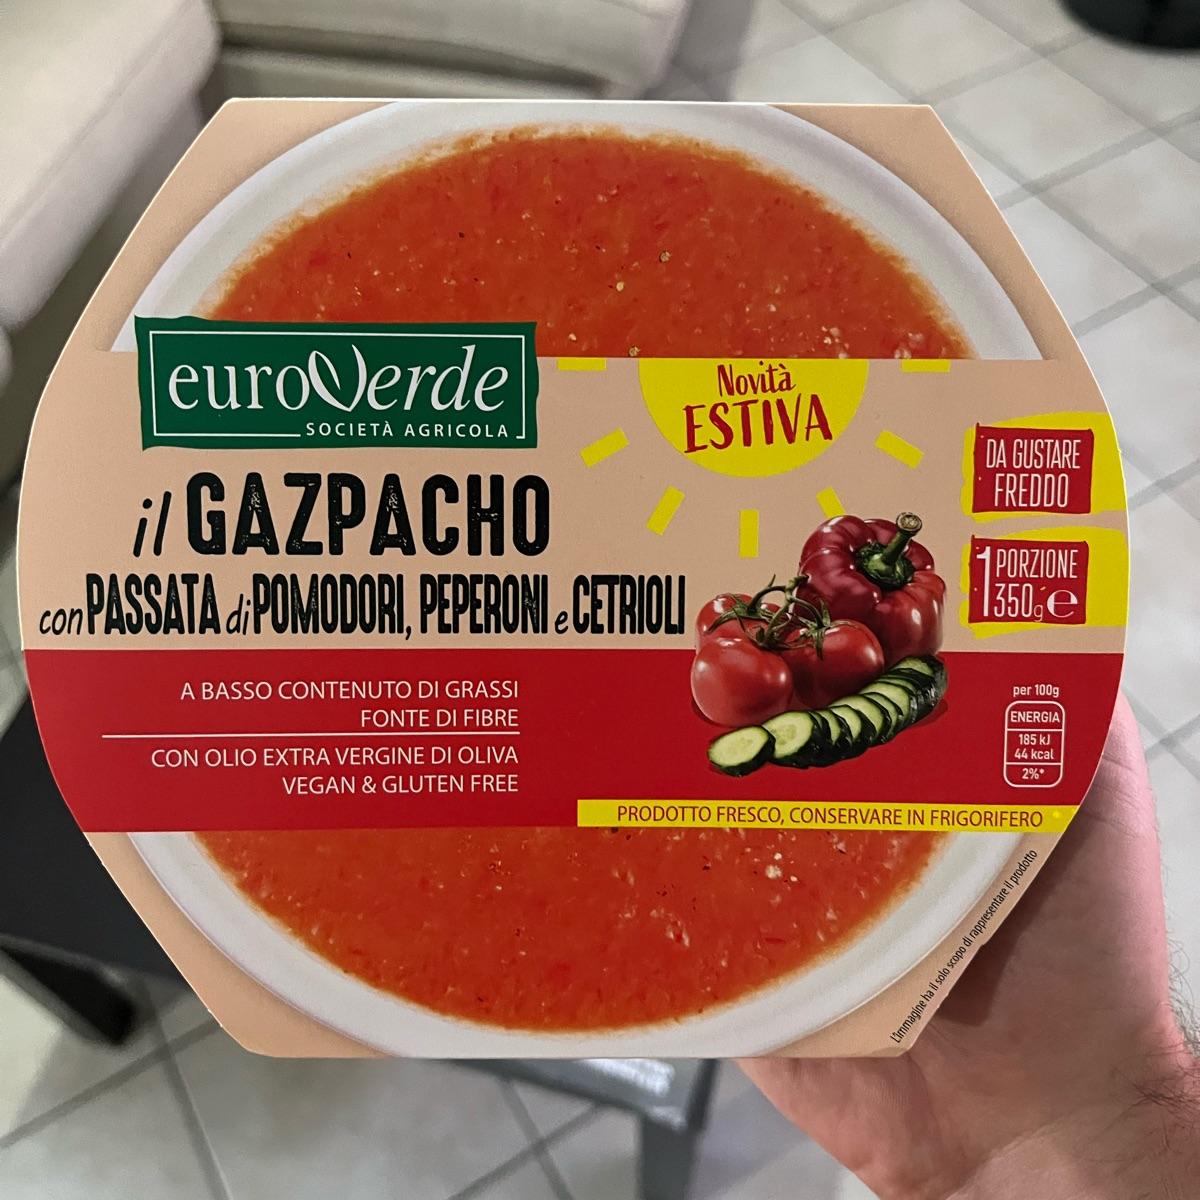 euroVerde
SOCIETÀ AGRICOLA
Novità
ESTIVA
DA GUSTARE
FREDDO
il GAZPACHO
con PASSATA di POMODORI, PEPERONI e CETRIOLI
1 PORZIONE
350g e
A BASSO CONTENUTO DI GRASSI
FONTE DI FIBRE
CON OLIO EXTRA VERGINE DI OLIVA
VEGAN & GLUTEN FREE
per 100g
ENERGIA
185 kJ
44 kcal
2%*
PRODOTTO FRESCO, CONSERVARE IN FRIGORIFERO
L'immagine ha il solo scopo di rappresentare il prodotto